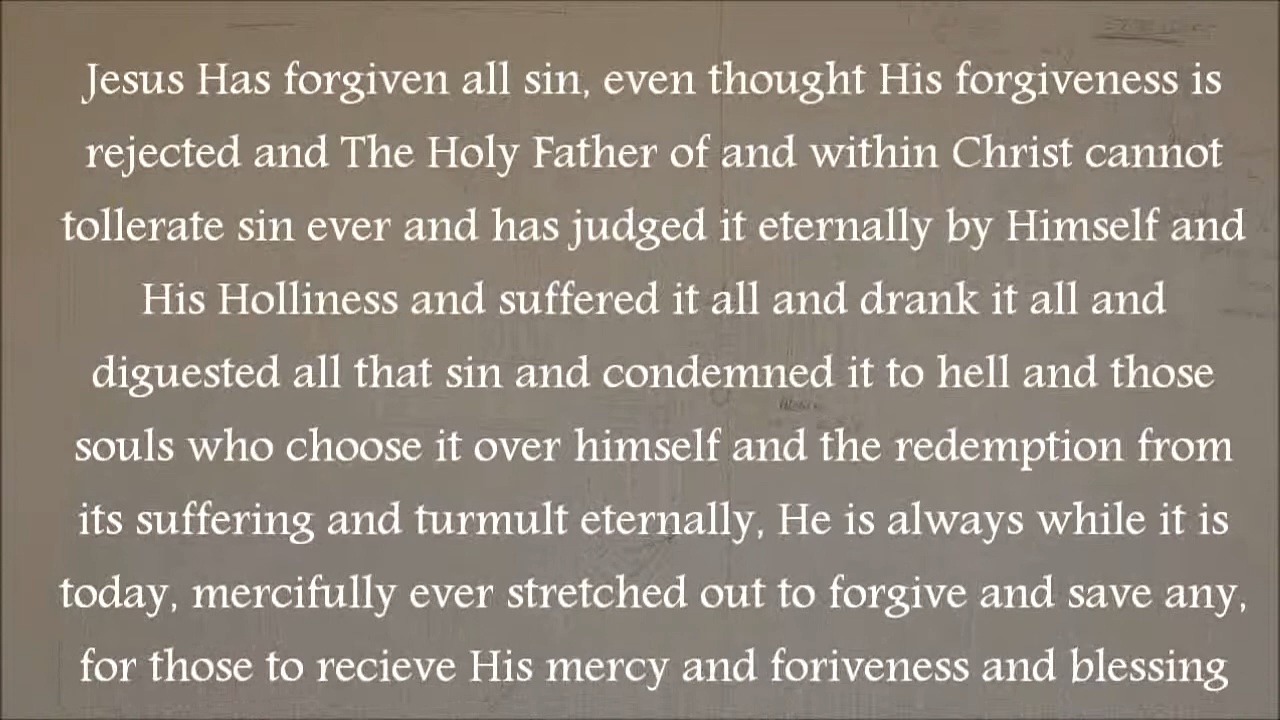 Jesus Has forgiven all sin, even thought His forgiveness is
rejected and The Holy Father of and within Christ cannot
tollerate sin ever and has judged it eternally by Himself and
His Holliness and suffered it all and drank it all and
diguested all that sin and condemned it to hell and those
souls who choose it over himself and the redemption from
its suffering and turmult eternally, He is always while it is
today, mercifully ever stretched out to forgive and save any,
for those to recieve His mercy and foriveness and blessing